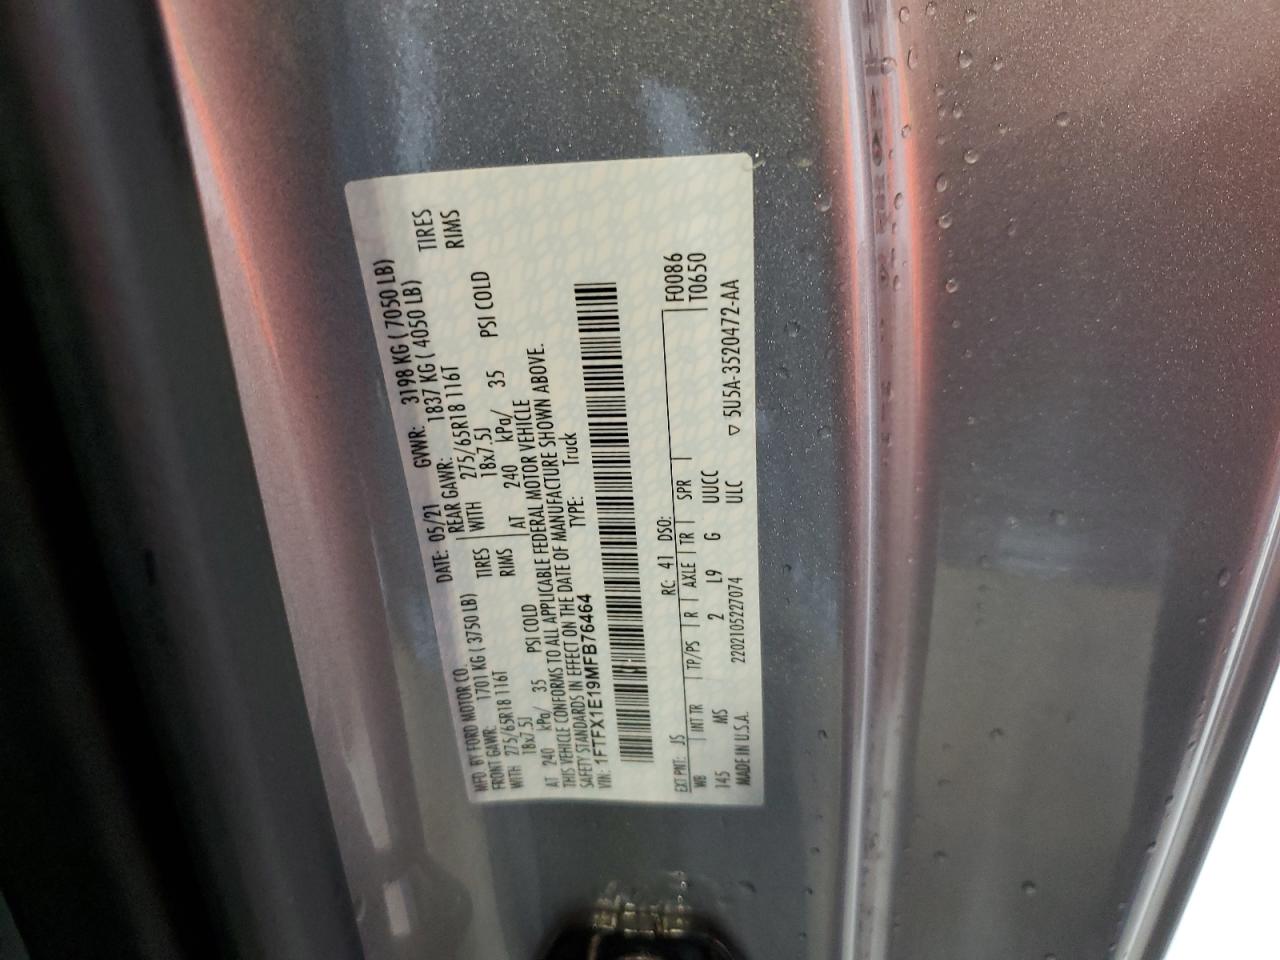 MFD. BY FORD MOTOR CO.
DATE: 05/21 GVWR: 3198 KG ( 7050 LB)
FRONT GAWR: 1701 KG ( 3750 LB) REAR GAWR: 1837 KG ( 4050 LB)
WITH 275/65R18 116T TIRES WITH 275/65R18 116T TIRES
18x7.5J RIMS 18x7.5J RIMS
AT 240 kPa/ 35 PSI COLD AT 240 kPa/ 35 PSI COLD
THIS VEHICLE CONFORMS TO ALL APPLICABLE FEDERAL MOTOR VEHICLE
SAFETY STANDARDS IN EFFECT ON THE DATE OF MANUFACTURE SHOWN ABOVE.
VIN: 1FTFX1E19MFB76464 TYPE: Truck
F0086
EXT PNT: JS RC: 41 DSO: T0650
WB INT TR TP/PS R AXLE TR SPR
145 MS 2 L9 G UUCC
MADE IN U.S.A. 2202105227074 ULC ▽ 5U5A-3520472-AA